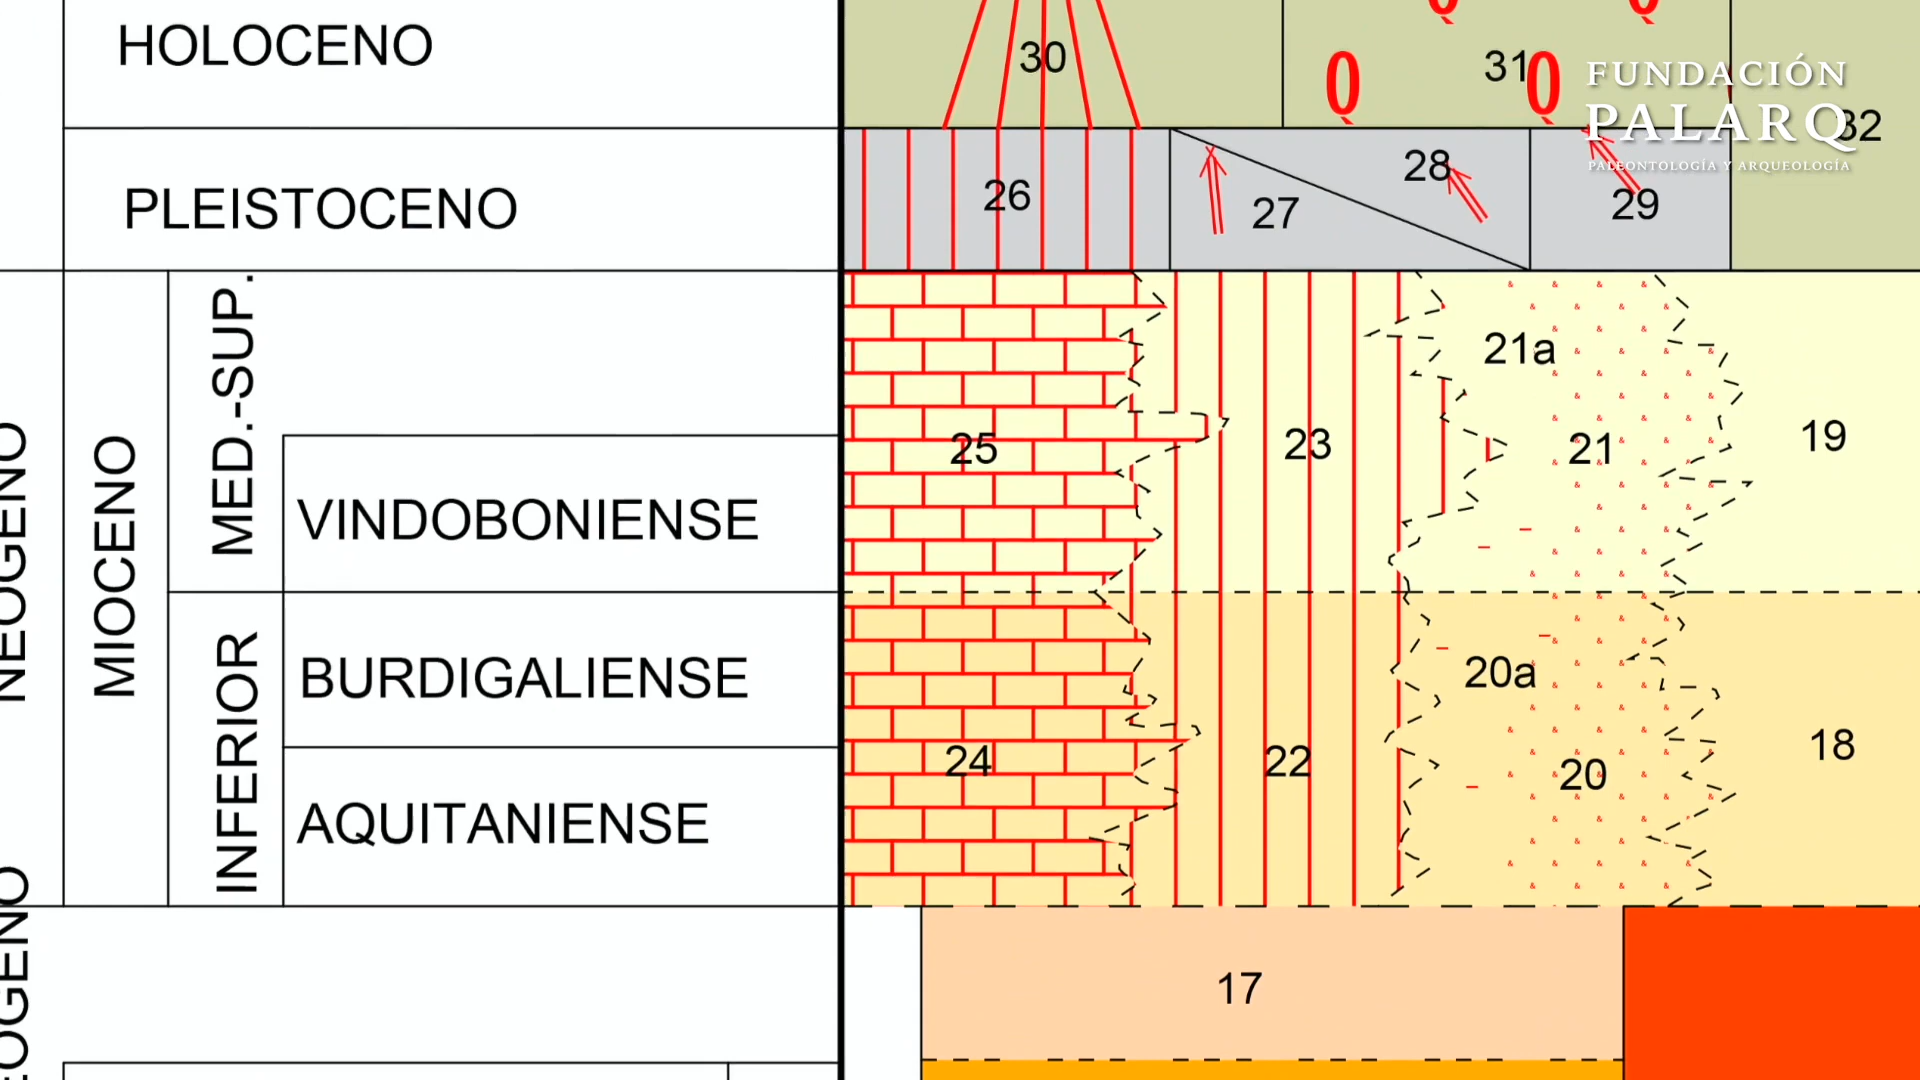 HOLOCENO
30
31
Q
Q
Q
Q
FUNDACIÓN
PALARQ
PALEONTOLOGÍA Y ARQUEOLOGÍA
32
PLEISTOCENO
26
27
28
29
NEOGENO
MIOCENO
MED.-SUP.
VINDOBONIENSE
25
23
21a
21
19
INFERIOR
BURDIGALIENSE
AQUITANIENSE
24
22
20a
20
18
17